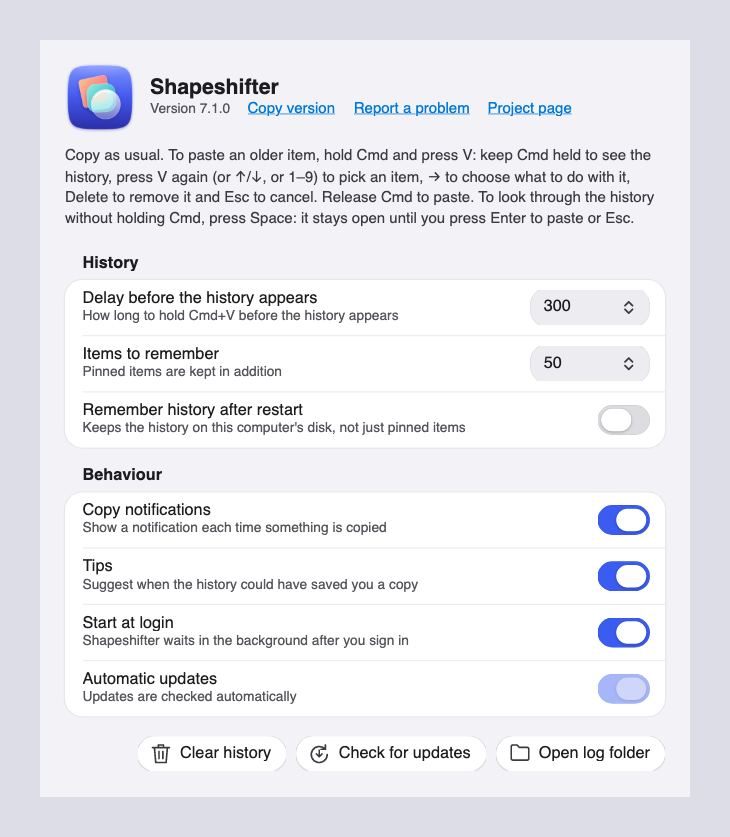 Shapeshifter
Version 7.1.0 Copy version Report a problem Project page
Copy as usual. To paste an older item, hold Cmd and press V: keep Cmd held to see the
history, press V again (or ↑/↓, or 1–9) to pick an item, → to choose what to do with it,
Delete to remove it and Esc to cancel. Release Cmd to paste. To look through the history
without holding Cmd, press Space: it stays open until you press Enter to paste or Esc.
History
Delay before the history appears
How long to hold Cmd+V before the history appears
300
Items to remember
Pinned items are kept in addition
50
Remember history after restart
Keeps the history on this computer's disk, not just pinned items
Behaviour
Copy notifications
Show a notification each time something is copied
Tips
Suggest when the history could have saved you a copy
Start at login
Shapeshifter waits in the background after you sign in
Automatic updates
Updates are checked automatically
Clear history Check for updates Open log folder